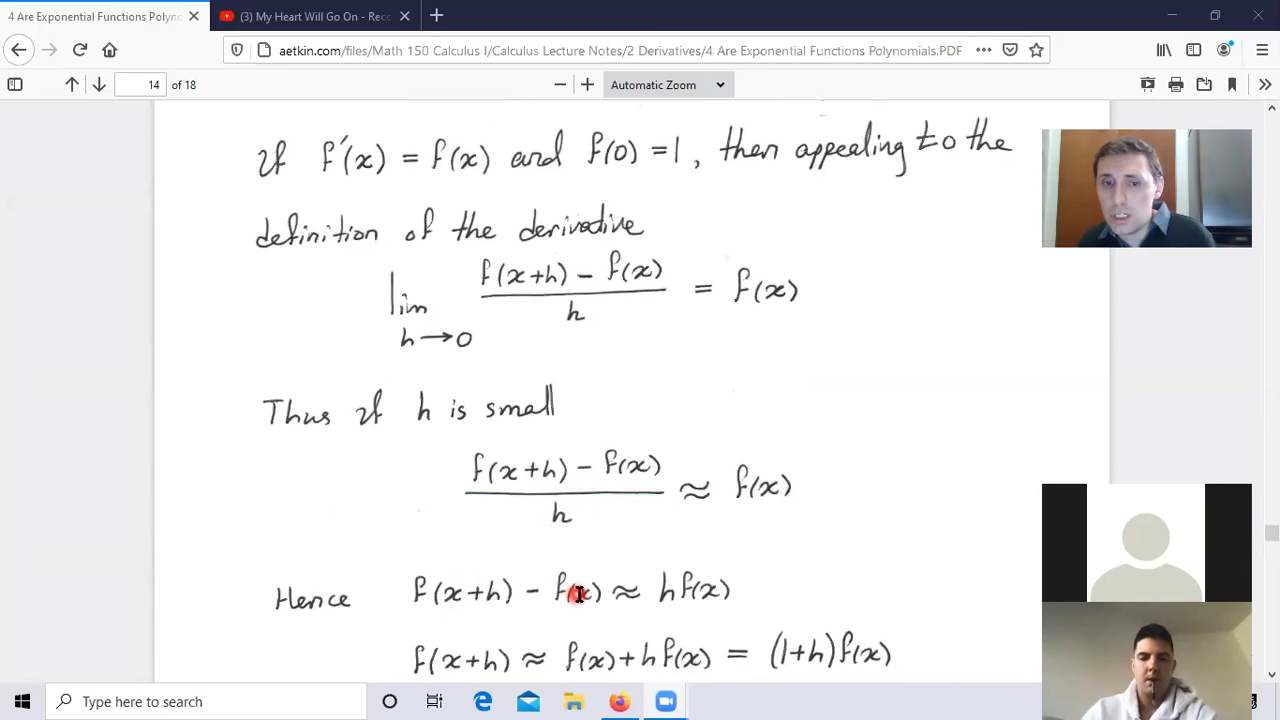 4 Are Exponential Functions Polyno
(3) My Heart Will Go On - Reco
aetkin.com/files/Math 150 Calculus I/Calculus Lecture Notes/2 Derivatives/4 Are Exponential Functions Polynomials.PDF
14 of 18
Automatic Zoom
If f'(x) = f(x) and f(0) = 1, then appealing to the
definition of the derivative
lim h→0 (f(x+h) − f(x))/h = f(x)
Thus if h is small
(f(x+h) − f(x))/h ≈ f(x)
Hence f(x+h) − f(x) ≈ h f(x)
f(x+h) ≈ f(x) + h f(x) = (1+h) f(x)
Type here to search